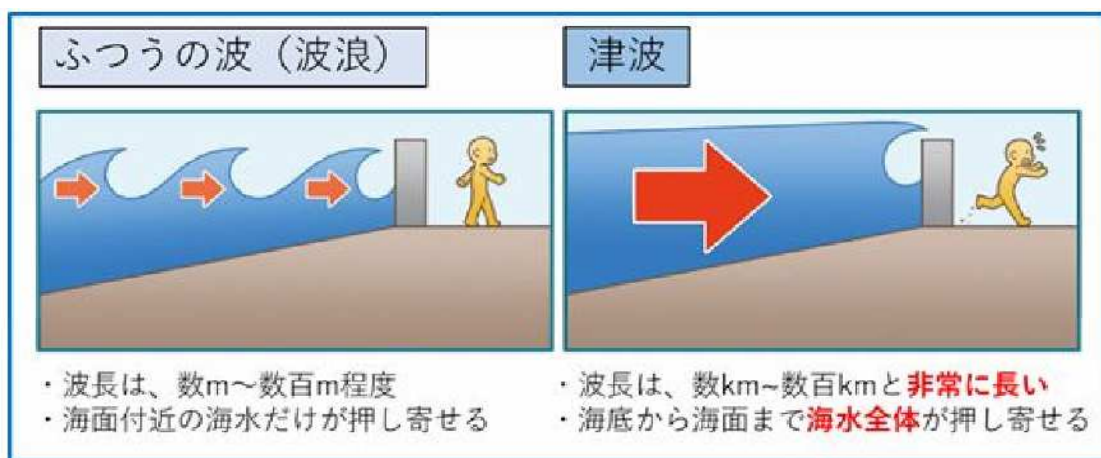 ふつうの波（波浪）
津波
・波長は、数m～数百m程度
・海面付近の海水だけが押し寄せる
・波長は、数km~数百kmと非常に長い
・海底から海面まで海水全体が押し寄せる